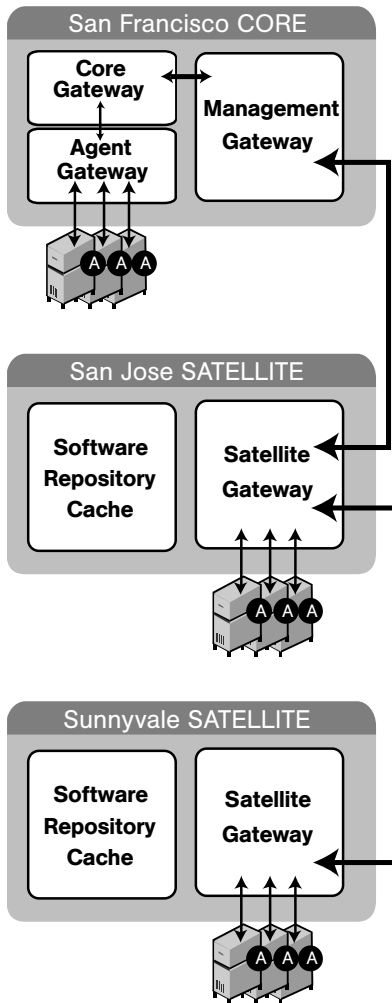 San Francisco CORE
Core
Gateway
Management
Gateway
Agent
Gateway
A A A
San Jose SATELLITE
Software
Repository
Cache
Satellite
Gateway
A A A
Sunnyvale SATELLITE
Software
Repository
Cache
Satellite
Gateway
A A A